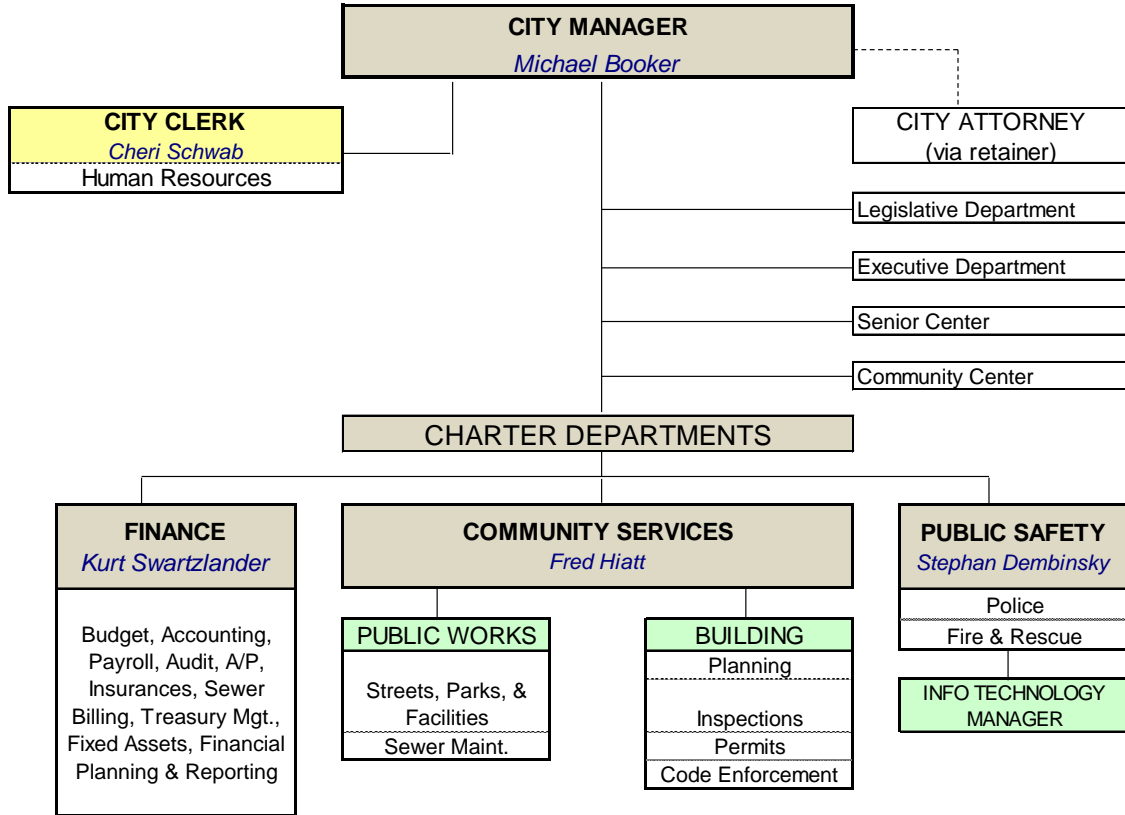 CITY MANAGER
Michael Booker
CITY CLERK
Cheri Schwab
Human Resources
CITY ATTORNEY
(via retainer)
Legislative Department
Executive Department
Senior Center
Community Center
CHARTER DEPARTMENTS
FINANCE
Kurt Swartzlander
Budget, Accounting,
Payroll, Audit, A/P,
Insurances, Sewer
Billing, Treasury Mgt.,
Fixed Assets, Financial
Planning & Reporting
COMMUNITY SERVICES
Fred Hiatt
PUBLIC WORKS
Streets, Parks, &
Facilities
Sewer Maint.
BUILDING
Planning
Inspections
Permits
Code Enforcement
PUBLIC SAFETY
Stephan Dembinsky
Police
Fire & Rescue
INFO TECHNOLOGY
MANAGER